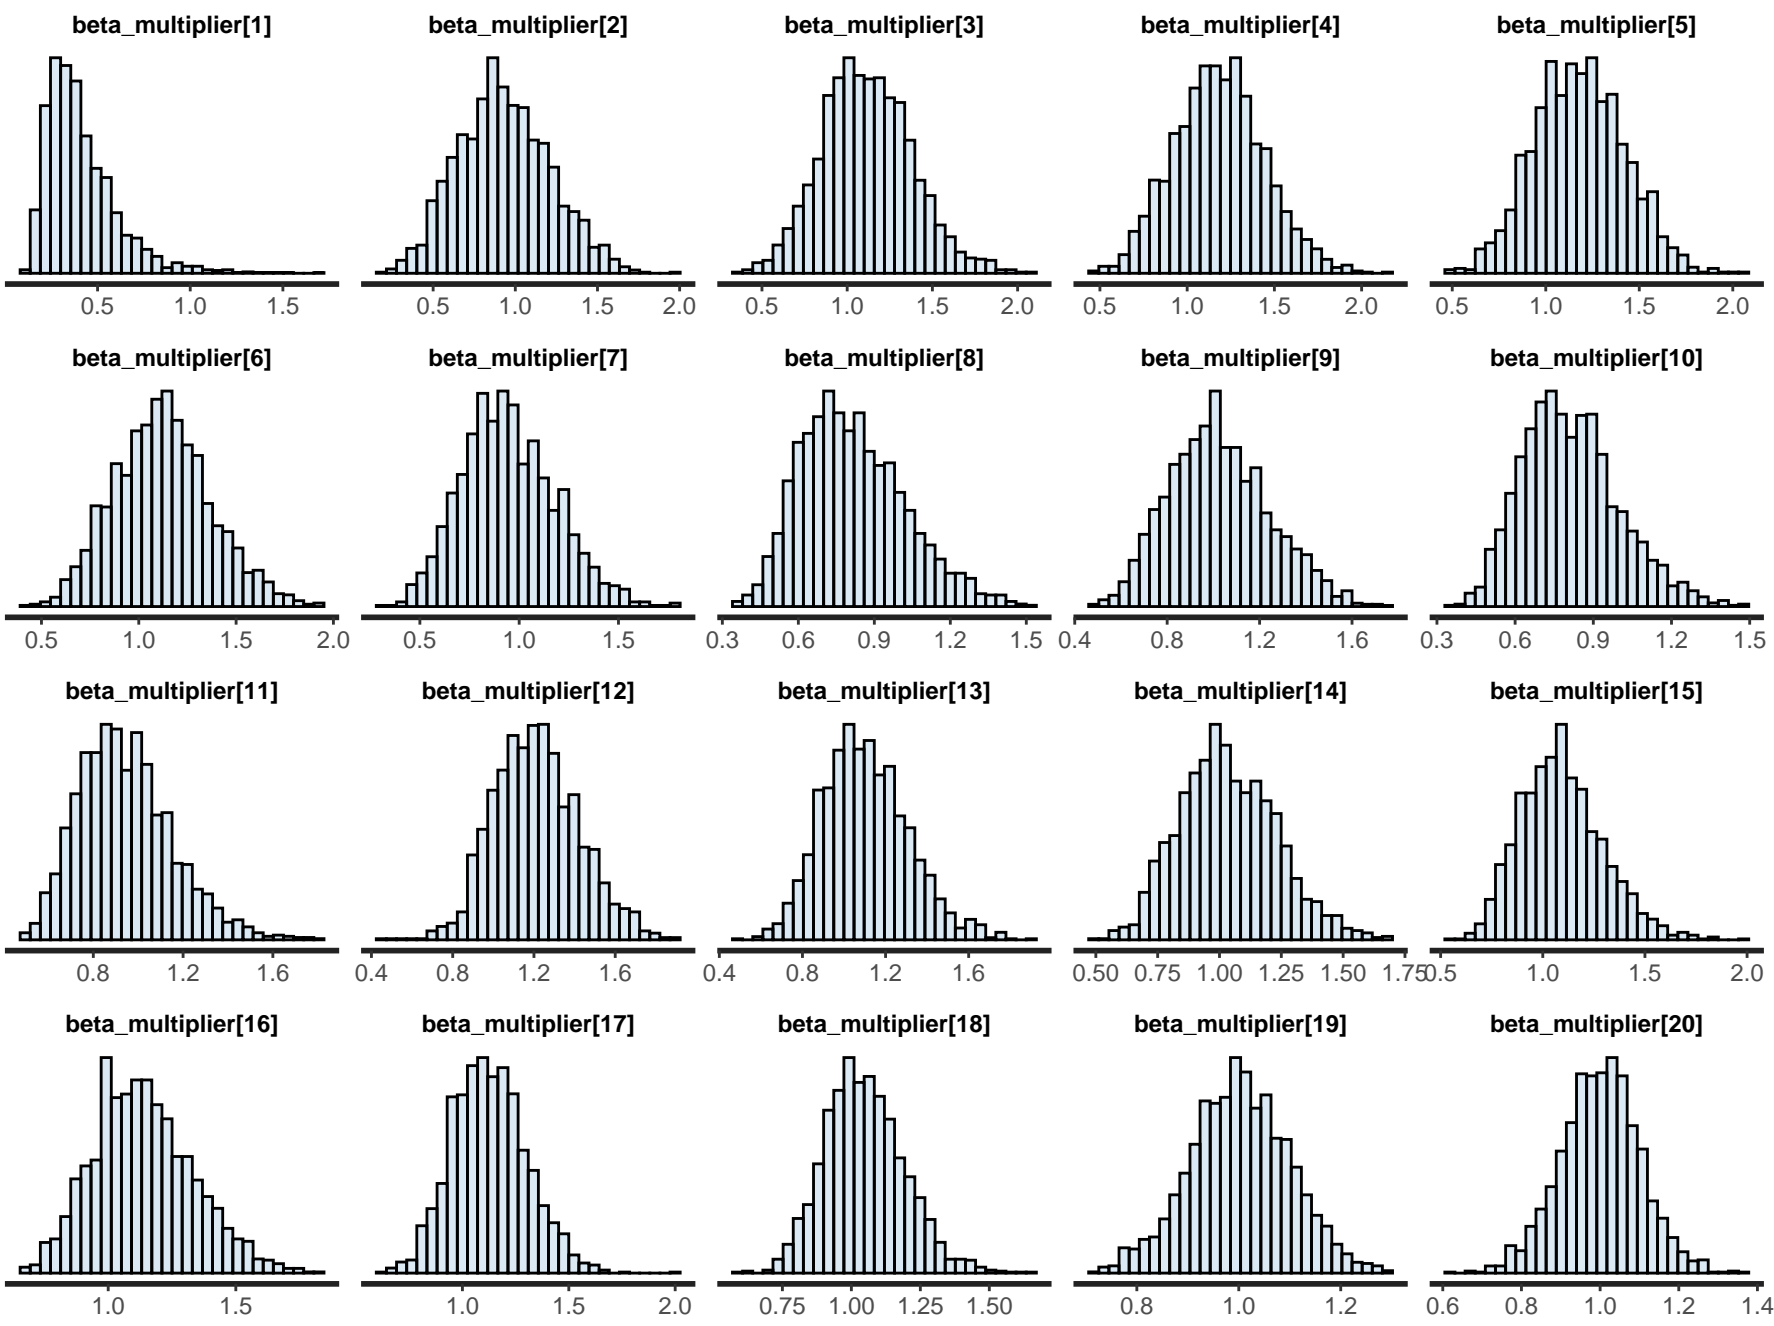 beta_multiplier[1] beta_multiplier[2] beta_multiplier[3] beta_multiplier[4] beta_multiplier[5]
0.5 1.0 1.5 0.5 1.0 1.5 2.0 0.5 1.0 1.5 2.0 0.5 1.0 1.5 2.0 0.5 1.0 1.5 2.0
beta_multiplier[6] beta_multiplier[7] beta_multiplier[8] beta_multiplier[9] beta_multiplier[10]
0.5 1.0 1.5 2.0 0.5 1.0 1.5 0.3 0.6 0.9 1.2 1.5 0.4 0.8 1.2 1.6 0.3 0.6 0.9 1.2 1.5
beta_multiplier[11] beta_multiplier[12] beta_multiplier[13] beta_multiplier[14] beta_multiplier[15]
0.8 1.2 1.6 0.4 0.8 1.2 1.6 0.4 0.8 1.2 1.6 0.50 0.75 1.00 1.25 1.50 1.75 0.5 1.0 1.5 2.0
beta_multiplier[16] beta_multiplier[17] beta_multiplier[18] beta_multiplier[19] beta_multiplier[20]
1.0 1.5 1.0 1.5 2.0 0.75 1.00 1.25 1.50 0.8 1.0 1.2 0.6 0.8 1.0 1.2 1.4